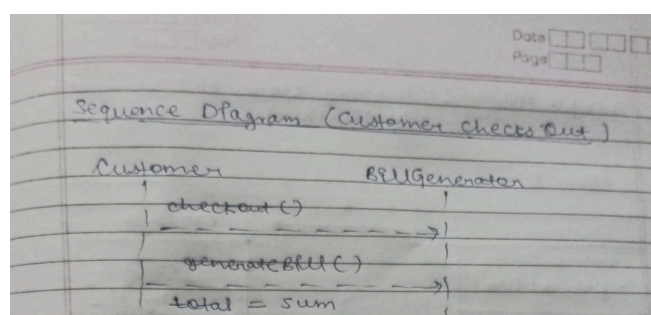 Date
Page
Sequence Diagram (Customer checks out)
Customer BillGenerator
checkout()
generateBill()
total = sum